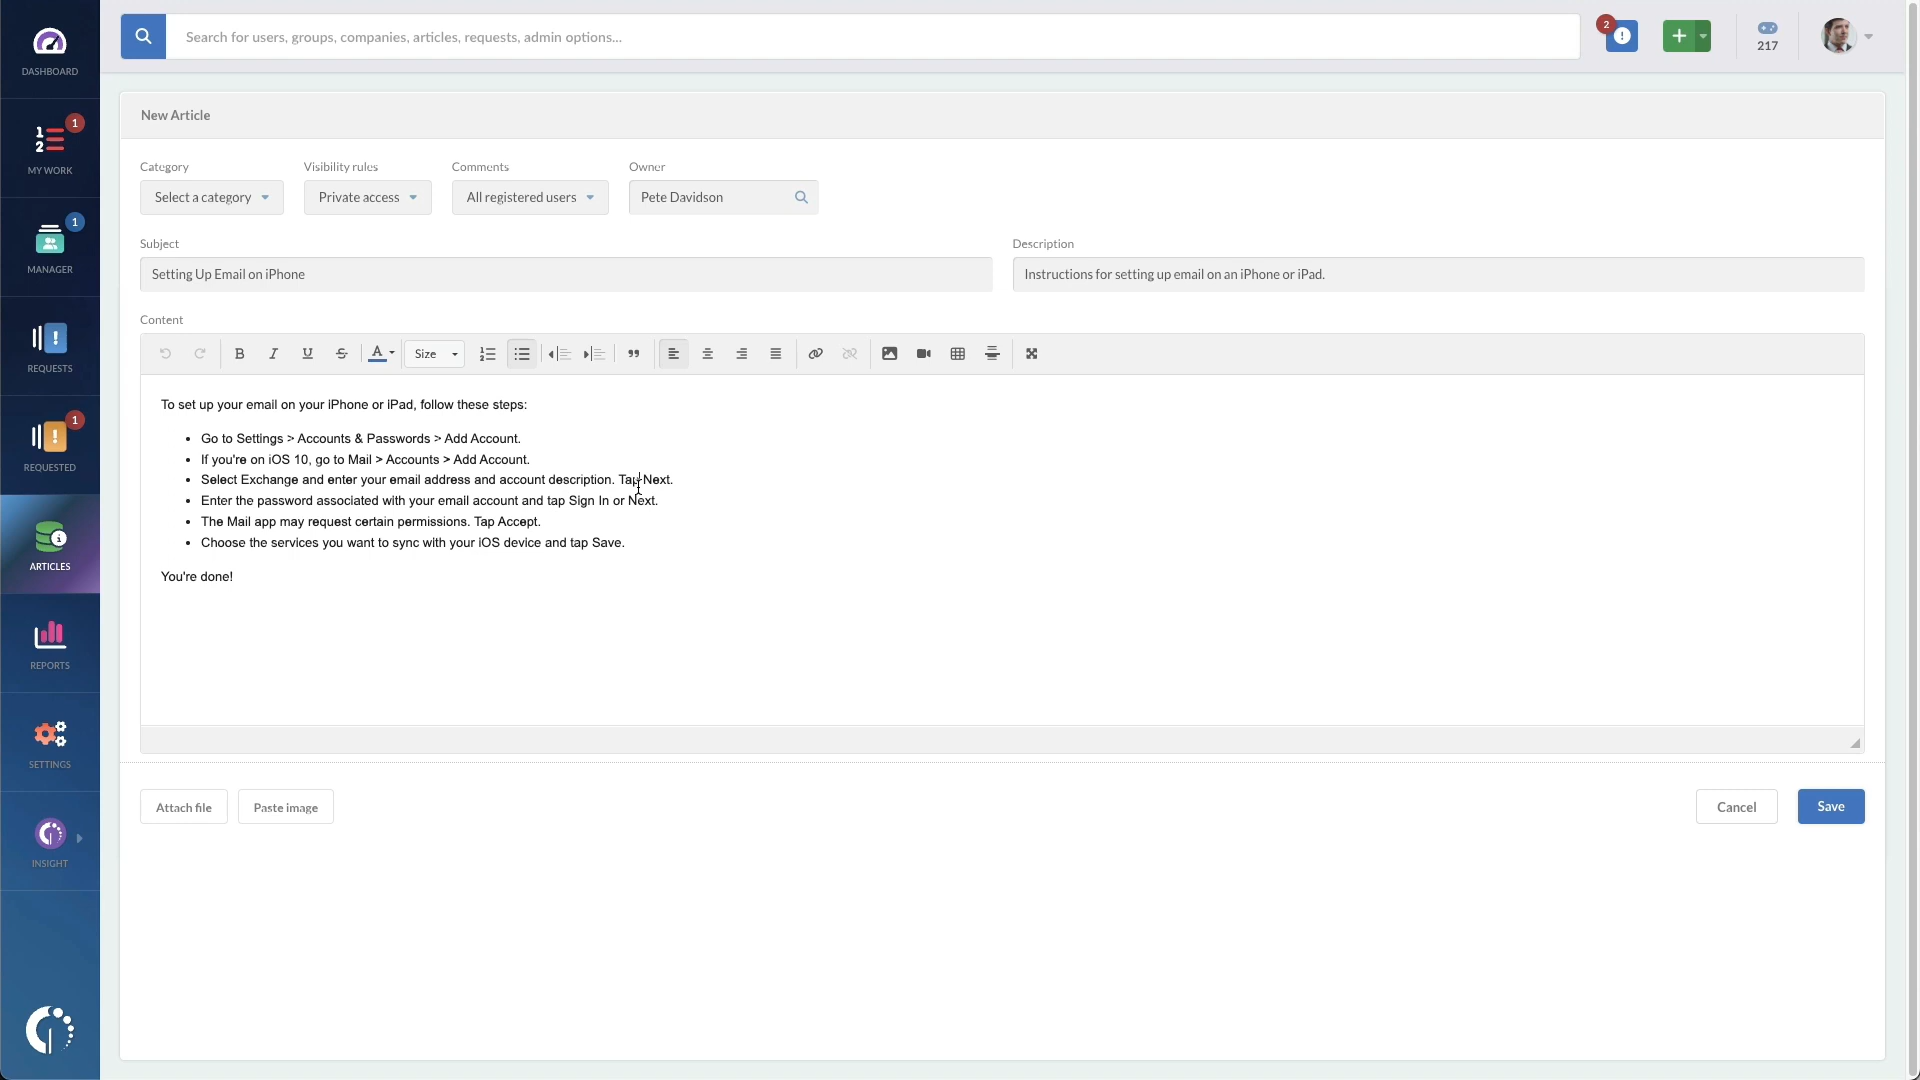 DASHBOARD
Search for users, groups, companies, articles, requests, admin options...
2
217
1
MY WORK
1
MANAGER
REQUESTS
1
REQUESTED
ARTICLES
REPORTS
SETTINGS
INSIGHT
New Article
Category
Visibility rules
Comments
Owner
Select a category
Private access
All registered users
Pete Davidson
Subject
Description
Setting Up Email on iPhone
Instructions for setting up email on an iPhone or iPad.
Content
B I U S A Size
To set up your email on your iPhone or iPad, follow these steps:
• Go to Settings > Accounts & Passwords > Add Account.
• If you're on iOS 10, go to Mail > Accounts > Add Account.
• Select Exchange and enter your email address and account description. Tap Next.
• Enter the password associated with your email account and tap Sign In or Next.
• The Mail app may request certain permissions. Tap Accept.
• Choose the services you want to sync with your iOS device and tap Save.
You're done!
Attach file
Paste image
Cancel
Save